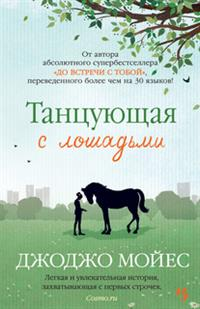 От автора
абсолютного супербестселлера
«ДО ВСТРЕЧИ С ТОБОЙ»,
переведенного более чем на 30 языков!
Танцующая
с лошадьми
ДЖОДЖО МОЙЕС
Легкая и увлекательная история,
захватывающая с первых строчек.
Cosmo.ru